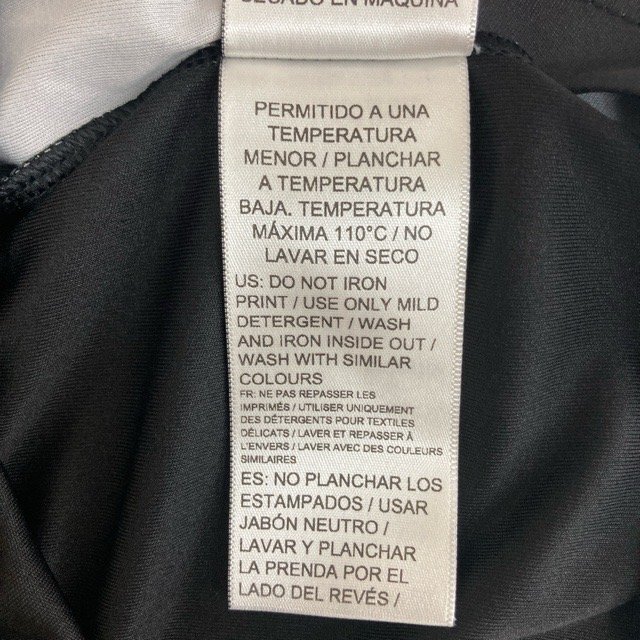 SECADO EN MÁQUINA
PERMITIDO A UNA
TEMPERATURA
MENOR / PLANCHAR
A TEMPERATURA
BAJA. TEMPERATURA
MÁXIMA 110°C / NO
LAVAR EN SECO
US: DO NOT IRON
PRINT / USE ONLY MILD
DETERGENT / WASH
AND IRON INSIDE OUT /
WASH WITH SIMILAR
COLOURS
FR: NE PAS REPASSER LES
IMPRIMÉS / UTILISER UNIQUEMENT
DES DÉTERGENTS POUR TEXTILES
DÉLICATS / LAVER ET REPASSER À
L'ENVERS / LAVER AVEC DES COULEURS
SIMILAIRES
ES: NO PLANCHAR LOS
ESTAMPADOS / USAR
JABÓN NEUTRO /
LAVAR Y PLANCHAR
LA PRENDA POR EL
LADO DEL REVÉS /